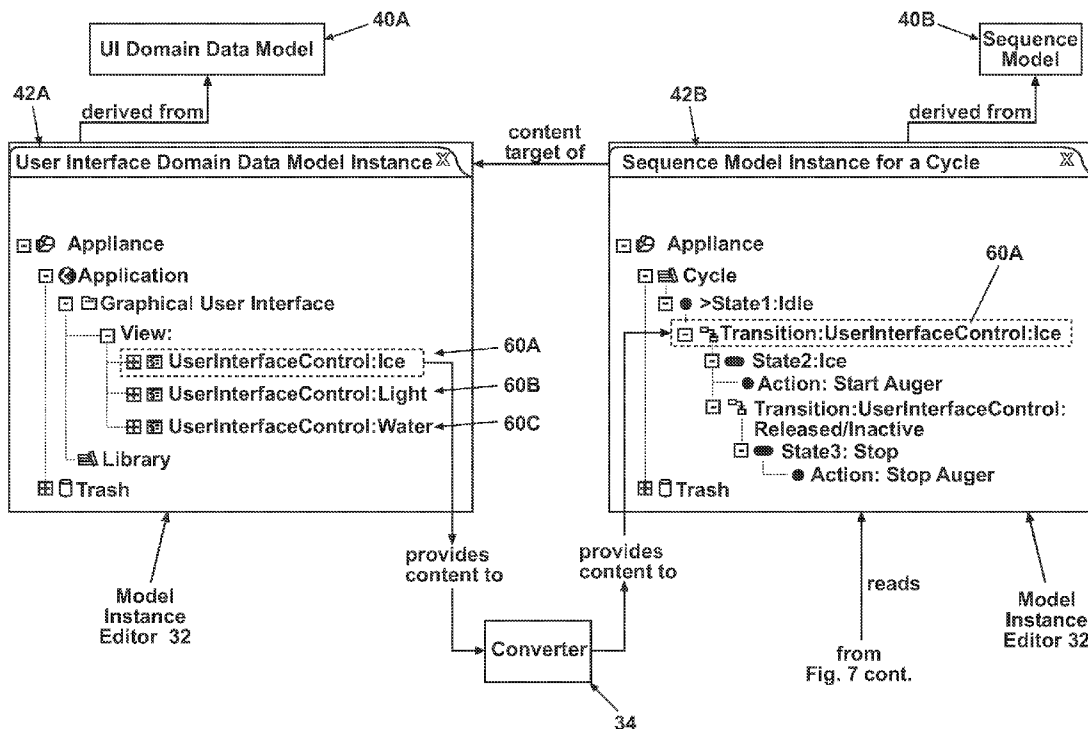 40A
UI Domain Data Model
40B
Sequence
Model
42A
derived from
42B
derived from
content
target of
User Interface Domain Data Model Instance X
Appliance
Application
Graphical User Interface
View:
UserInterfaceControl:Ice
UserInterfaceControl:Light
UserInterfaceControl:Water
Library
Trash
60A
60B
60C
Sequence Model Instance for a Cycle X
Appliance
60A
Cycle
>State1:Idle
Transition:UserInterfaceControl:Ice
State2:Ice
Action: Start Auger
Transition:UserInterfaceControl:
Released/Inactive
State3: Stop
Action: Stop Auger
Trash
Model
Instance
Editor 32
provides
content to
Converter
34
provides
content to
reads
from
Fig. 7 cont.
Model
Instance
Editor 32